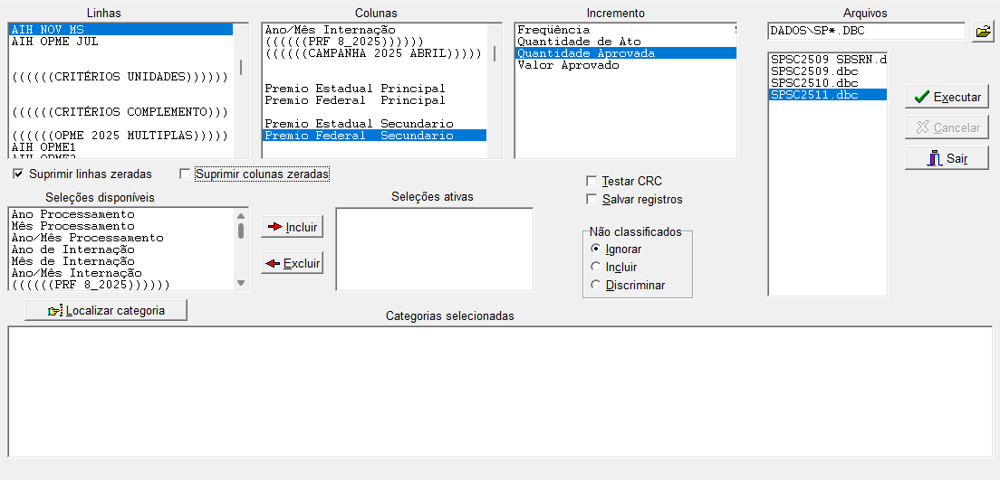 Linhas
AIH NOV MS
AIH OPME JUL
((((((CRITÉRIOS UNIDADES))))))
((((((CRITÉRIOS COMPLEMENTO)))
((((((OPME 2025 MULTIPLAS)))))
AIH OPME1
AIH OPME2
Colunas
Ano/Mês Internação
((((((PRF 8_2025))))))
((((((CAMPANHA 2025 ABRIL)))))
Premio Estadual Principal
Premio Federal  Principal
Premio Estadual Secundario
Premio Federal  Secundario
Incremento
Freqüência
Quantidade de Ato
Quantidade Aprovada
Valor Aprovado
Arquivos
DADOS\SP*.DBC
SPSC2509 SBSRN.d
SPSC2509.dbc
SPSC2510.dbc
SPSC2511.dbc
Executar
Cancelar
Sair
Suprimir linhas zeradas
Suprimir colunas zeradas
Testar CRC
Salvar registros
Seleções disponíveis
Ano Processamento
Mês Processamento
Ano/Mês Processamento
Ano de Internação
Mês de Internação
Ano/Mês Internação
((((((PRF 8_2025))))))
Incluir
Excluir
Seleções ativas
Não classificados
Ignorar
Incluir
Discriminar
Localizar categoria
Categorias selecionadas